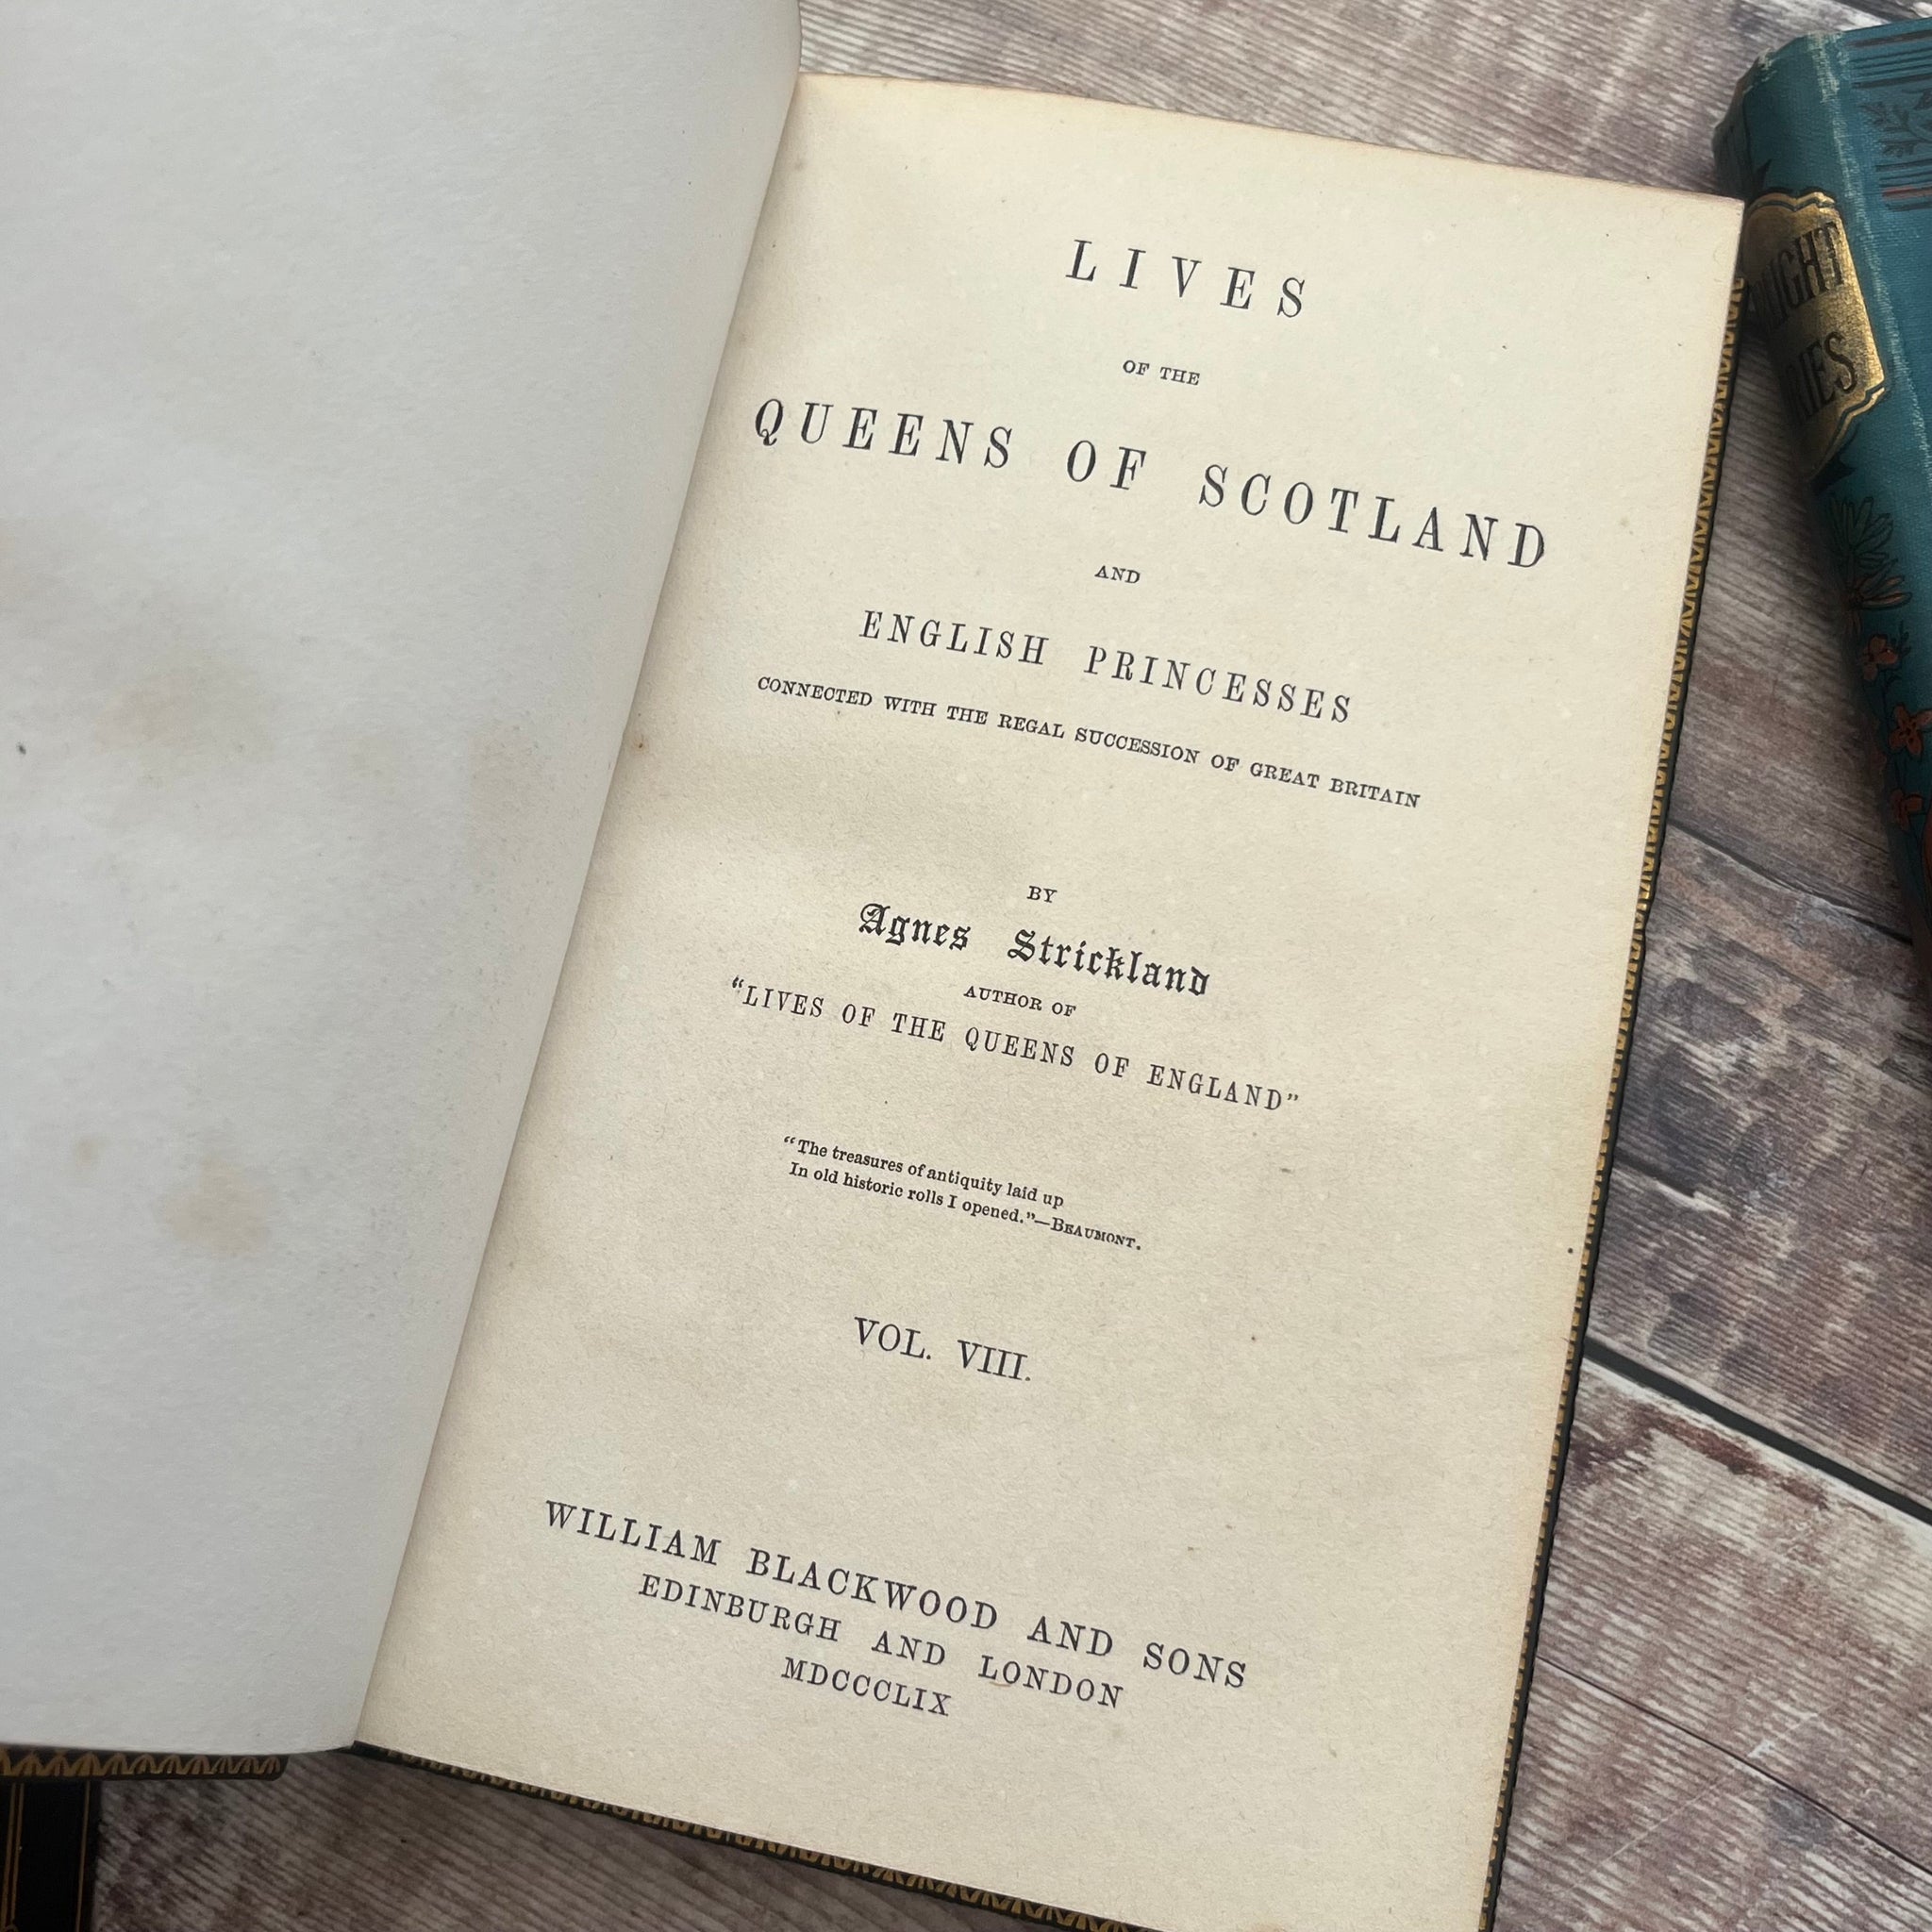 LIVES
OF THE
QUEENS OF SCOTLAND
AND
ENGLISH PRINCESSES
CONNECTED WITH THE REGAL SUCCESSION OF GREAT BRITAIN
BY
Agnes Strickland
AUTHOR OF
“LIVES OF THE QUEENS OF ENGLAND”
“The treasures of antiquity laid up
In old historic rolls I opened.”—BEAUMONT.
VOL. VIII.
WILLIAM BLACKWOOD AND SONS
EDINBURGH AND LONDON
MDCCCLIX